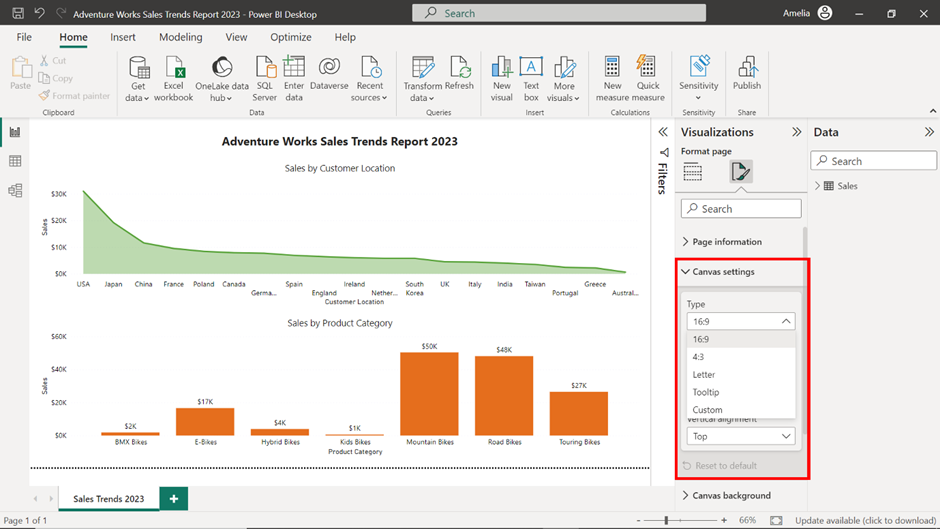 Adventure Works Sales Trends Report 2023 - Power BI Desktop
Search
Amelia
File Home Insert Modeling View Optimize Help
Paste
Cut
Copy
Format painter
Clipboard
Get data
Excel workbook
OneLake data hub
SQL Server
Enter data
Dataverse
Recent sources
Data
Transform data
Refresh
Queries
New visual
Text box
More visuals
Insert
New measure
Quick measure
Calculations
Sensitivity
Sensitivity
Publish
Share
Adventure Works Sales Trends Report 2023
Sales by Customer Location
Sales
$30K
$20K
$10K
$0K
USA Japan China France Poland Canada Germa... Spain England Ireland Nether... South Korea UK Italy India Taiwan Portugal Greece Austral...
Customer Location
Sales by Product Category
Sales
$60K
$40K
$20K
$0K
$2K $17K $4K $1K $50K $48K $27K
BMX Bikes E-Bikes Hybrid Bikes Kids Bikes Mountain Bikes Road Bikes Touring Bikes
Product Category
Filters
Visualizations
Format page
Search
Page information
Canvas settings
Type
16:9
16:9
4:3
Letter
Tooltip
Custom
Vertical alignment
Top
Reset to default
Canvas background
Data
Search
Sales
Sales Trends 2023
+
Page 1 of 1
- + 66%
Update available (click to download)